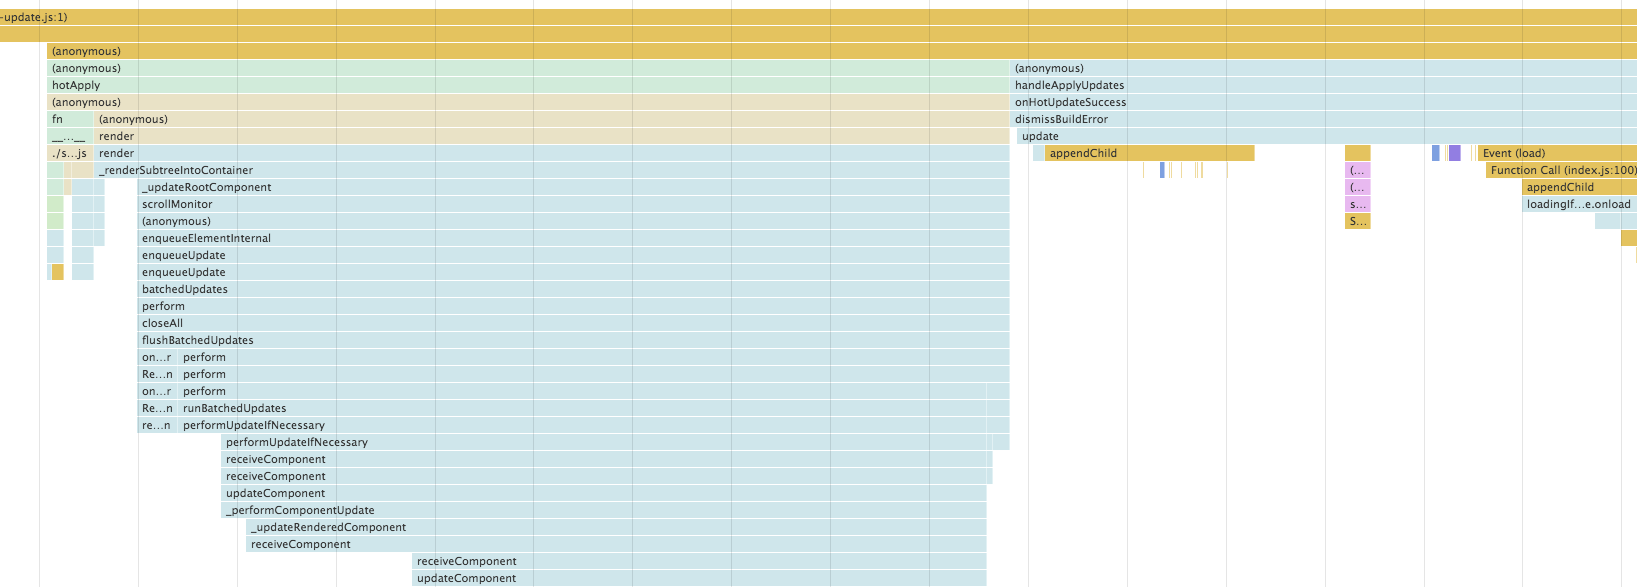 -update.js:1)
(anonymous)
(anonymous) (anonymous)
hotApply handleApplyUpdates
(anonymous) onHotUpdateSuccess
fn (anonymous) dismissBuildError
__...__ render update
./s...js render appendChild Event (load)
_renderSubtreeIntoContainer (... Function Call (index.js:100)
_updateRootComponent (... appendChild
scrollMonitor s... loadingIf...e.onload
(anonymous) S...
enqueueElementInternal
enqueueUpdate
enqueueUpdate
batchedUpdates
perform
closeAll
flushBatchedUpdates
on...r perform
Re...n perform
on...r perform
Re...n runBatchedUpdates
re...n performUpdateIfNecessary
performUpdateIfNecessary
receiveComponent
receiveComponent
updateComponent
_performComponentUpdate
_updateRenderedComponent
receiveComponent
receiveComponent
updateComponent